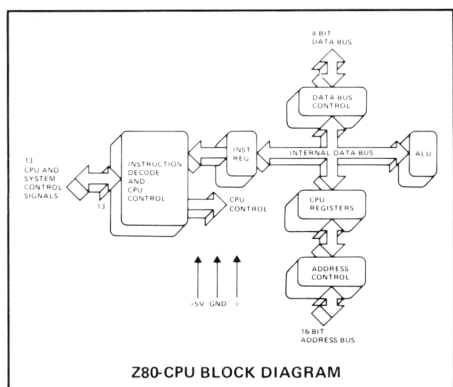 8 BIT
DATA BUS
DATA BUS
CONTROL
13
CPU AND
SYSTEM
CONTROL
SIGNALS
INSTRUCTION
DECODE
AND
CPU
CONTROL
INST
REG
INTERNAL DATA BUS
ALU
13
CPU
CONTROL
CPU
REGISTERS
ADDRESS
CONTROL
+5V GND
16-BIT
ADDRESS BUS
Z80-CPU BLOCK DIAGRAM